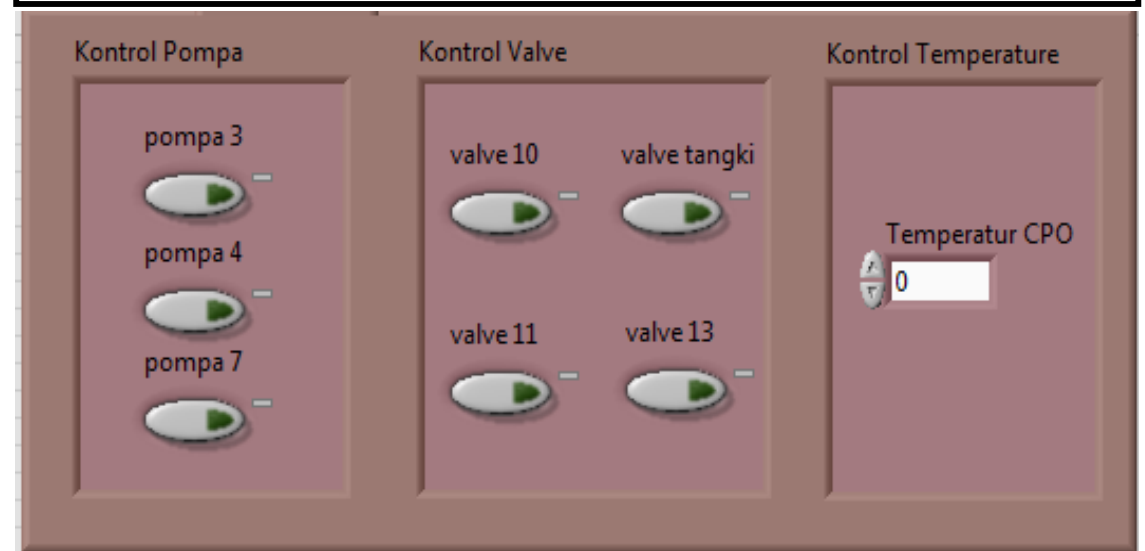 Kontrol Pompa
pompa 3
pompa 4
pompa 7
Kontrol Valve
valve 10
valve tangki
valve 11
valve 13
Kontrol Temperature
Temperatur CPO
0